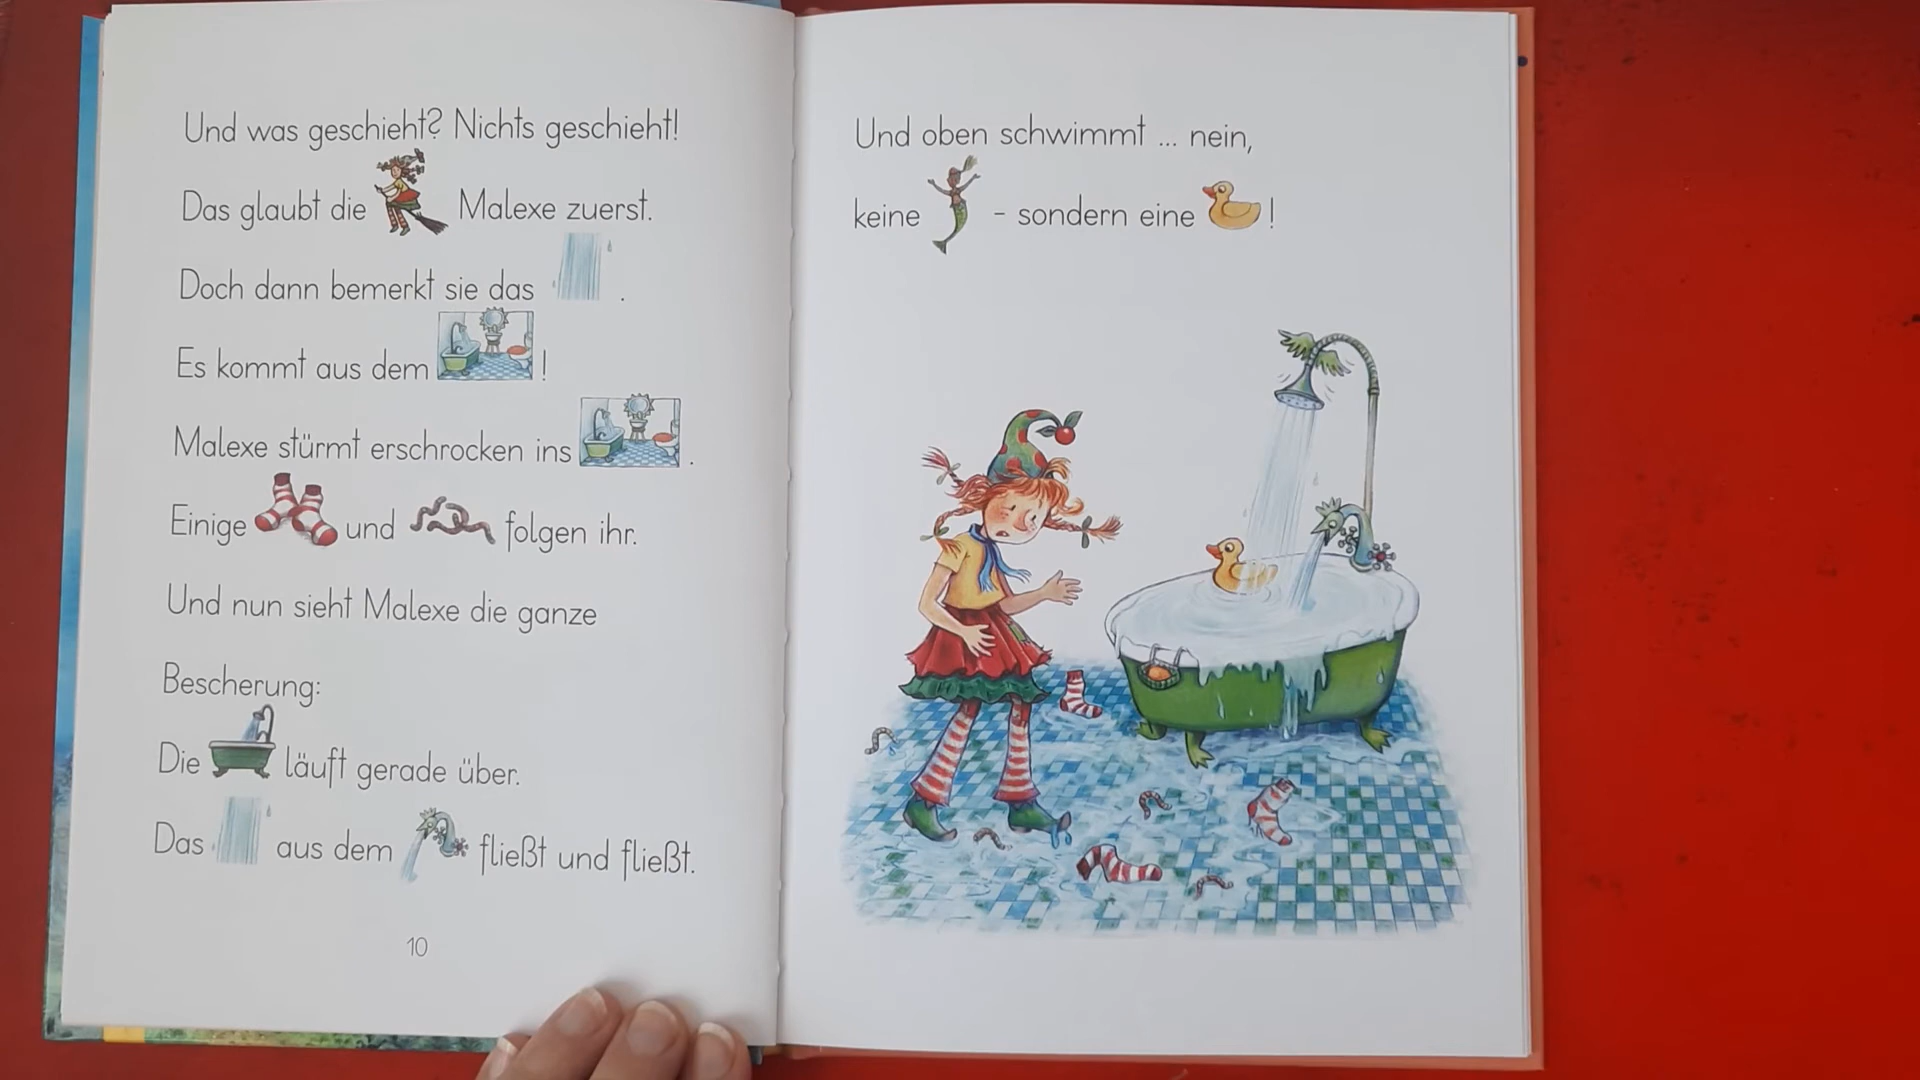 Und was geschieht? Nichts geschieht!
Das glaubt die Malexe zuerst.
Doch dann bemerkt sie das .
Es kommt aus dem !
Malexe stürmt erschrocken ins .
Einige und folgen ihr.
Und nun sieht Malexe die ganze
Bescherung:
Die läuft gerade über.
Das aus dem fließt und fließt.
10
Und oben schwimmt ... nein,
keine - sondern eine !